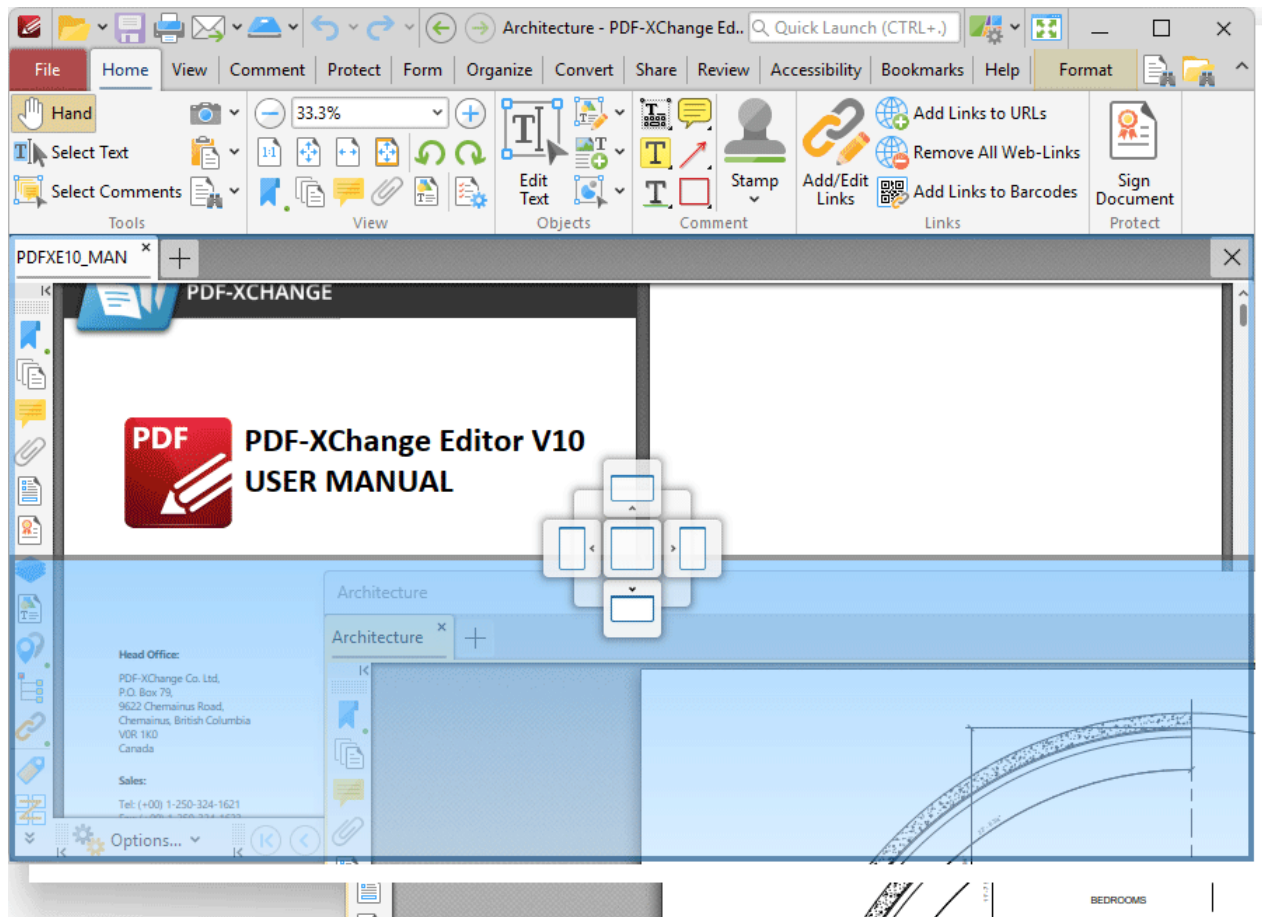 Architecture - PDF-XChange Ed.. Quick Launch (CTRL+.)
File Home View Comment Protect Form Organize Convert Share Review Accessibility Bookmarks Help Format
Hand 33.3% Add Links to URLs
Select Text Remove All Web-Links
Select Comments Edit Text Stamp Add/Edit Links Add Links to Barcodes Sign Document
Tools View Objects Comment Links Protect
PDFXE10_MAN
PDF-XCHANGE
PDF PDF-XChange Editor V10
USER MANUAL
Architecture
Architecture
Head Office:
PDF-XChange Co. Ltd,
P.O. Box 79,
9622 Chemainus Road,
Chemainus, British Columbia
V0R 1K0
Canada
Sales:
Tel: (+00) 1-250-324-1621
Options...
BEDROOMS